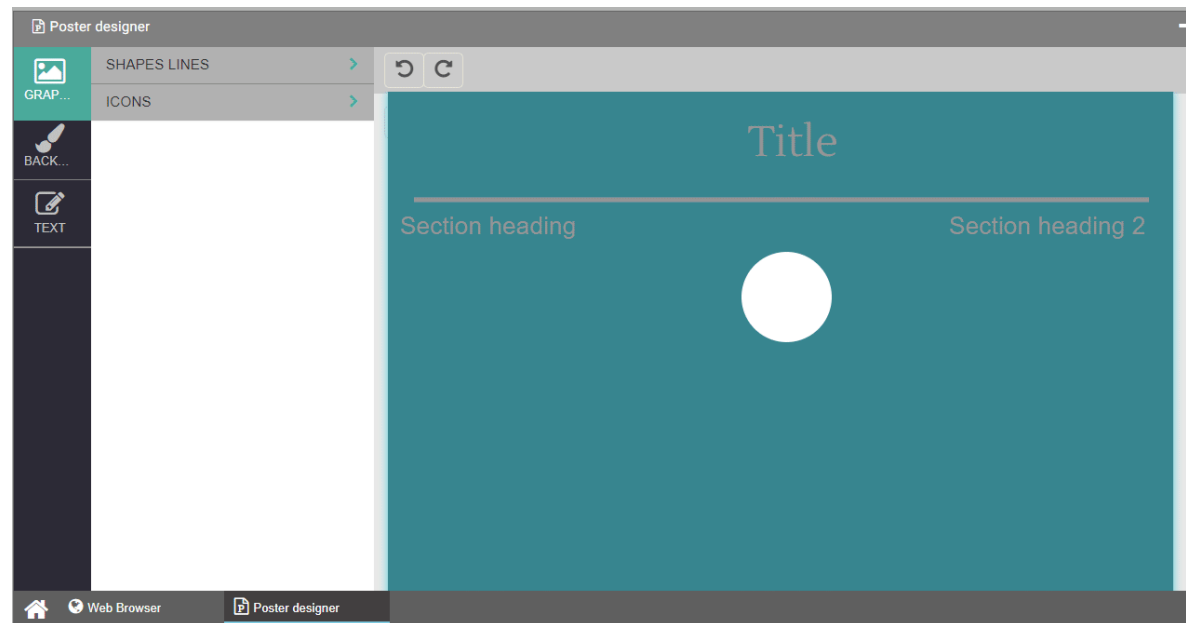 Poster designer
GRAP...
SHAPES LINES
ICONS
BACK...
TEXT
Title
Section heading
Section heading 2
Web Browser
Poster designer